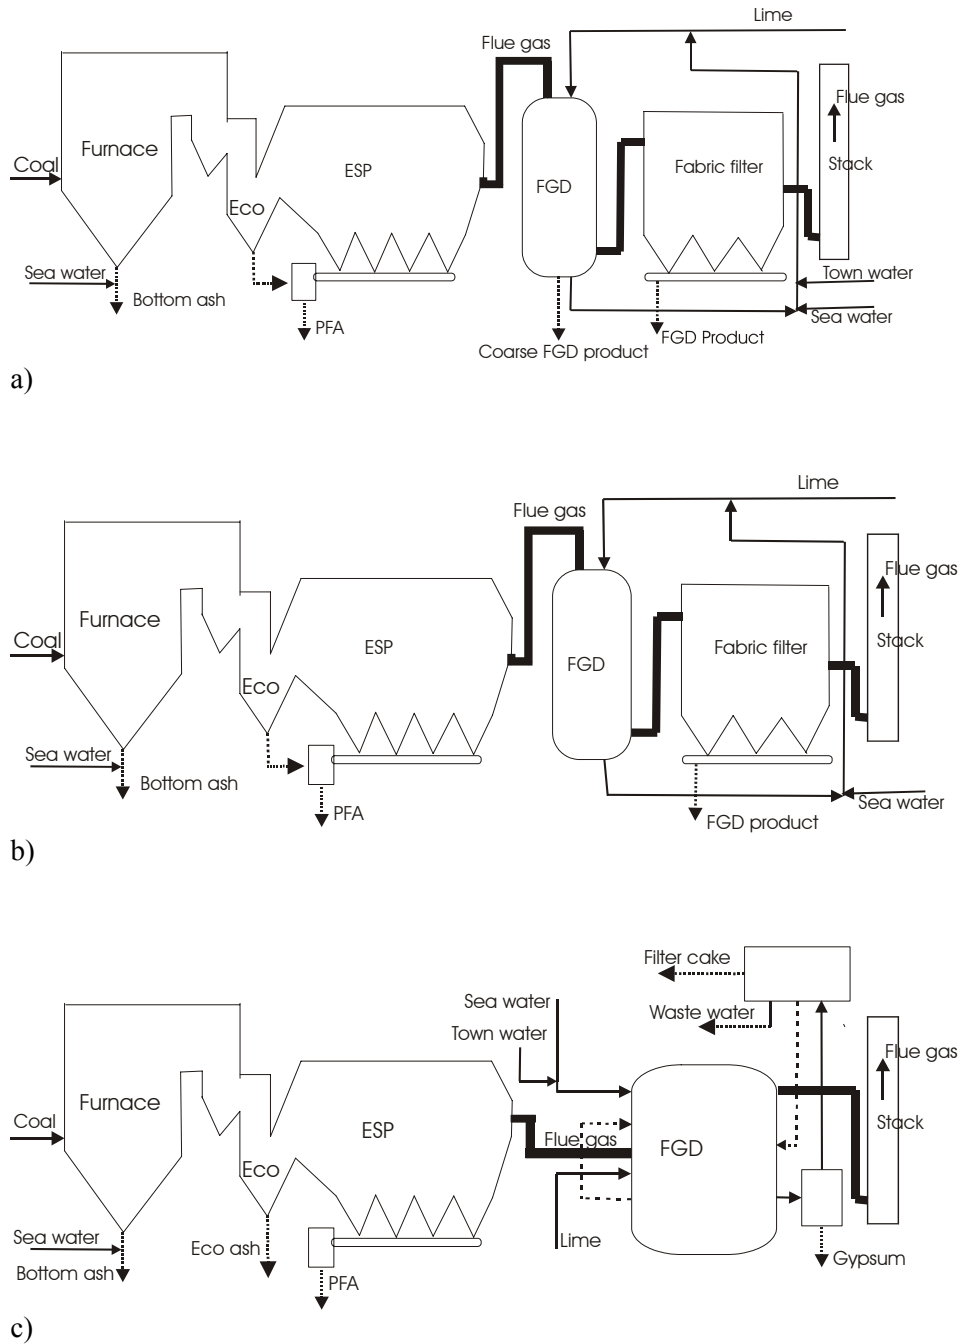 Lime
Flue gas
Flue gas
Furnace
ESP
Fabric filter
Stack
Coal
FGD
Eco
Sea water
Town water
Bottom ash
PFA
Sea water
FGD Product
Coarse FGD product
a)
Lime
Flue gas
Flue gas
Furnace
Stack
Coal
ESP
Fabric filter
FGD
Eco
Sea water
Bottom ash
Sea water
PFA
FGD product
b)
Filter cake
Sea water
Waste water
Town water
Flue gas
Furnace
Coal
Stack
ESP
Flue gas
FGD
Eco
Sea water
Eco ash
Lime
Bottom ash
Gypsum
PFA
c)